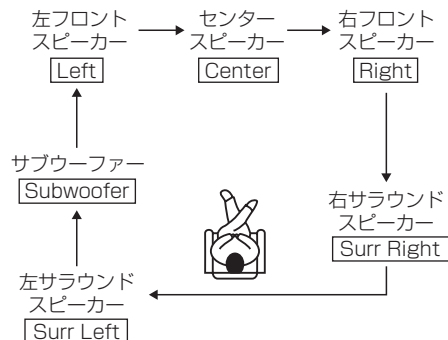 左フロント
スピーカー
Left
センター
スピーカー
Center
右フロント
スピーカー
Right
サブウーファー
Subwoofer
右サラウンド
スピーカー
Surr Right
左サラウンド
スピーカー
Surr Left